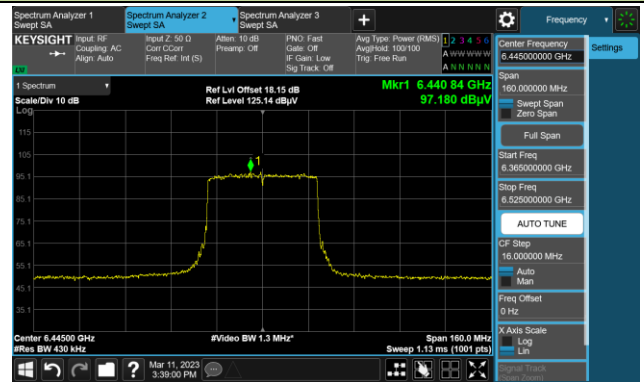 Spectrum Analyzer 1
Swept SA
Spectrum Analyzer 2
Swept SA
Spectrum Analyzer 3
Swept SA
+
Frequency
KEYSIGHT
Input: RF
Coupling: AC
Align: Auto
Input Z: 50 Ω
Corr CCorr
Freq Ref: Int (S)
Atten: 10 dB
Preamp: Off
PNO: Fast
Gate: Off
IF Gain: Low
Sig Track: Off
Avg Type: Power (RMS)
Avg|Hold: 100/100
Trig: Free Run
1 2 3 4 5 6
A W W W W W
A N N N N N
1 Spectrum
Scale/Div 10 dB
Log
Ref Lvl Offset 18.15 dB
Ref Level 125.14 dBµV
Mkr1 6.440 84 GHz
97.180 dBµV
115
105
95.1
85.1
75.1
65.1
55.1
45.1
35.1
1
Center 6.44500 GHz
#Res BW 430 kHz
#Video BW 1.3 MHz*
Span 160.0 MHz
Sweep 1.13 ms (1001 pts)
Mar 11, 2023
3:39:00 PM
Center Frequency
6.445000000 GHz
Span
160.000000 MHz
Swept Span
Zero Span
Full Span
Start Freq
6.365000000 GHz
Stop Freq
6.525000000 GHz
AUTO TUNE
CF Step
16.000000 MHz
Auto
Man
Freq Offset
0 Hz
X Axis Scale
Log
Lin
Signal Track
(Span Zoom)
Settings